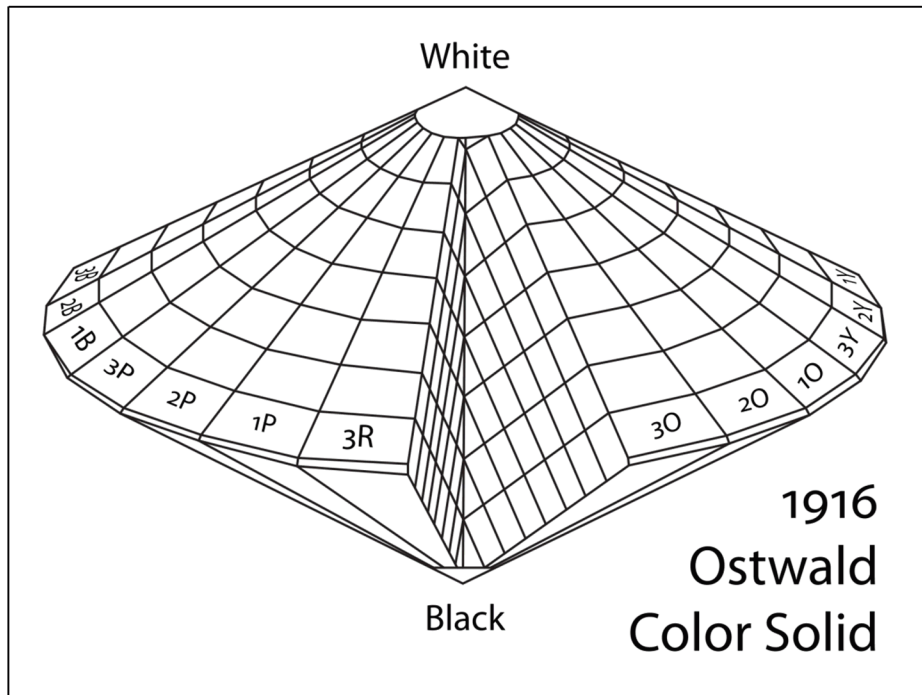 White
3B
2B
1B
3P
2P
1P
3R
3O
2O
1O
3Y
2Y
1Y
Black
1916
Ostwald
Color Solid